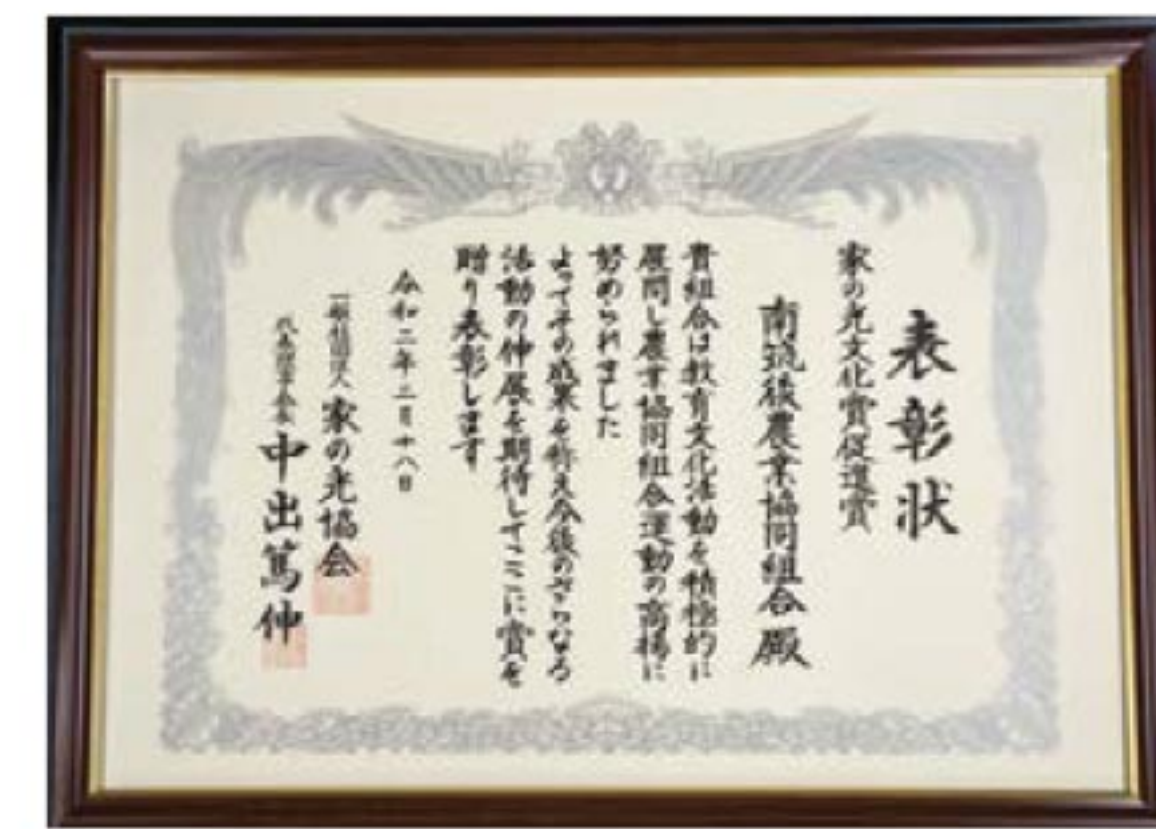 表彰状
家の光文化賞促進賞
南筑後農業協同組合殿
貴組合は教育文化活動を積極的に
展開し農業協同組合運動の高揚に
努められました
よってその成果を称え今後のさらなる
活動の伸展を期待してここに賞を
贈り表彰します
令和二年二月十八日
一般社団法人 家の光協会
代表理事会長 中出篤伸